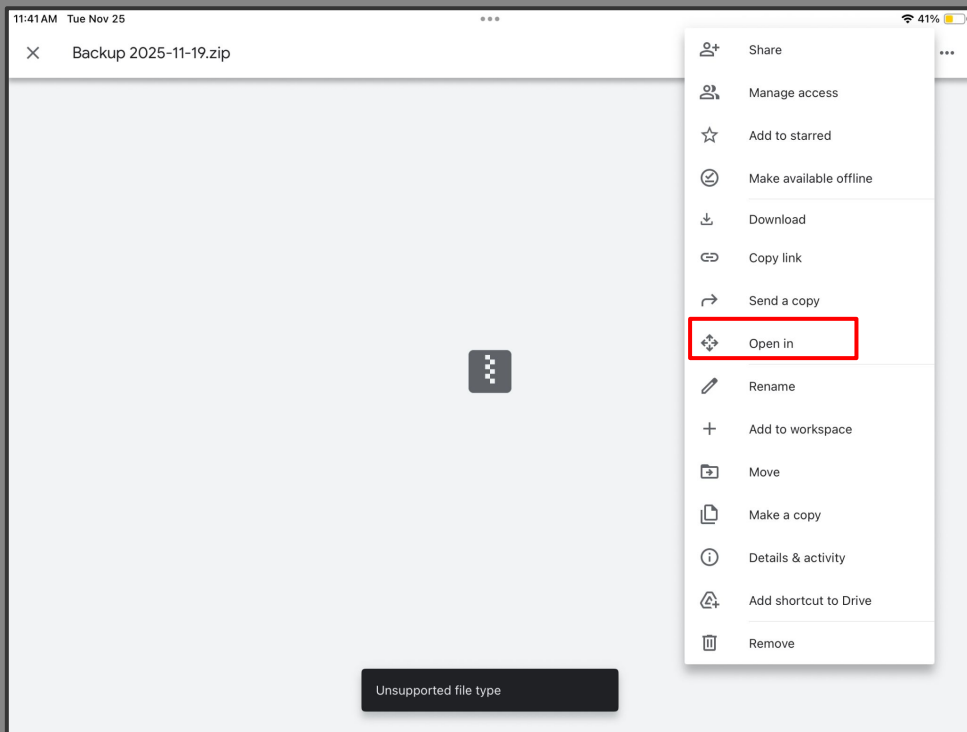 11:41 AM Tue Nov 25
41%
Backup 2025-11-19.zip
Share
Manage access
Add to starred
Make available offline
Download
Copy link
Send a copy
Open in
Rename
Add to workspace
Move
Make a copy
Details & activity
Add shortcut to Drive
Remove
Unsupported file type